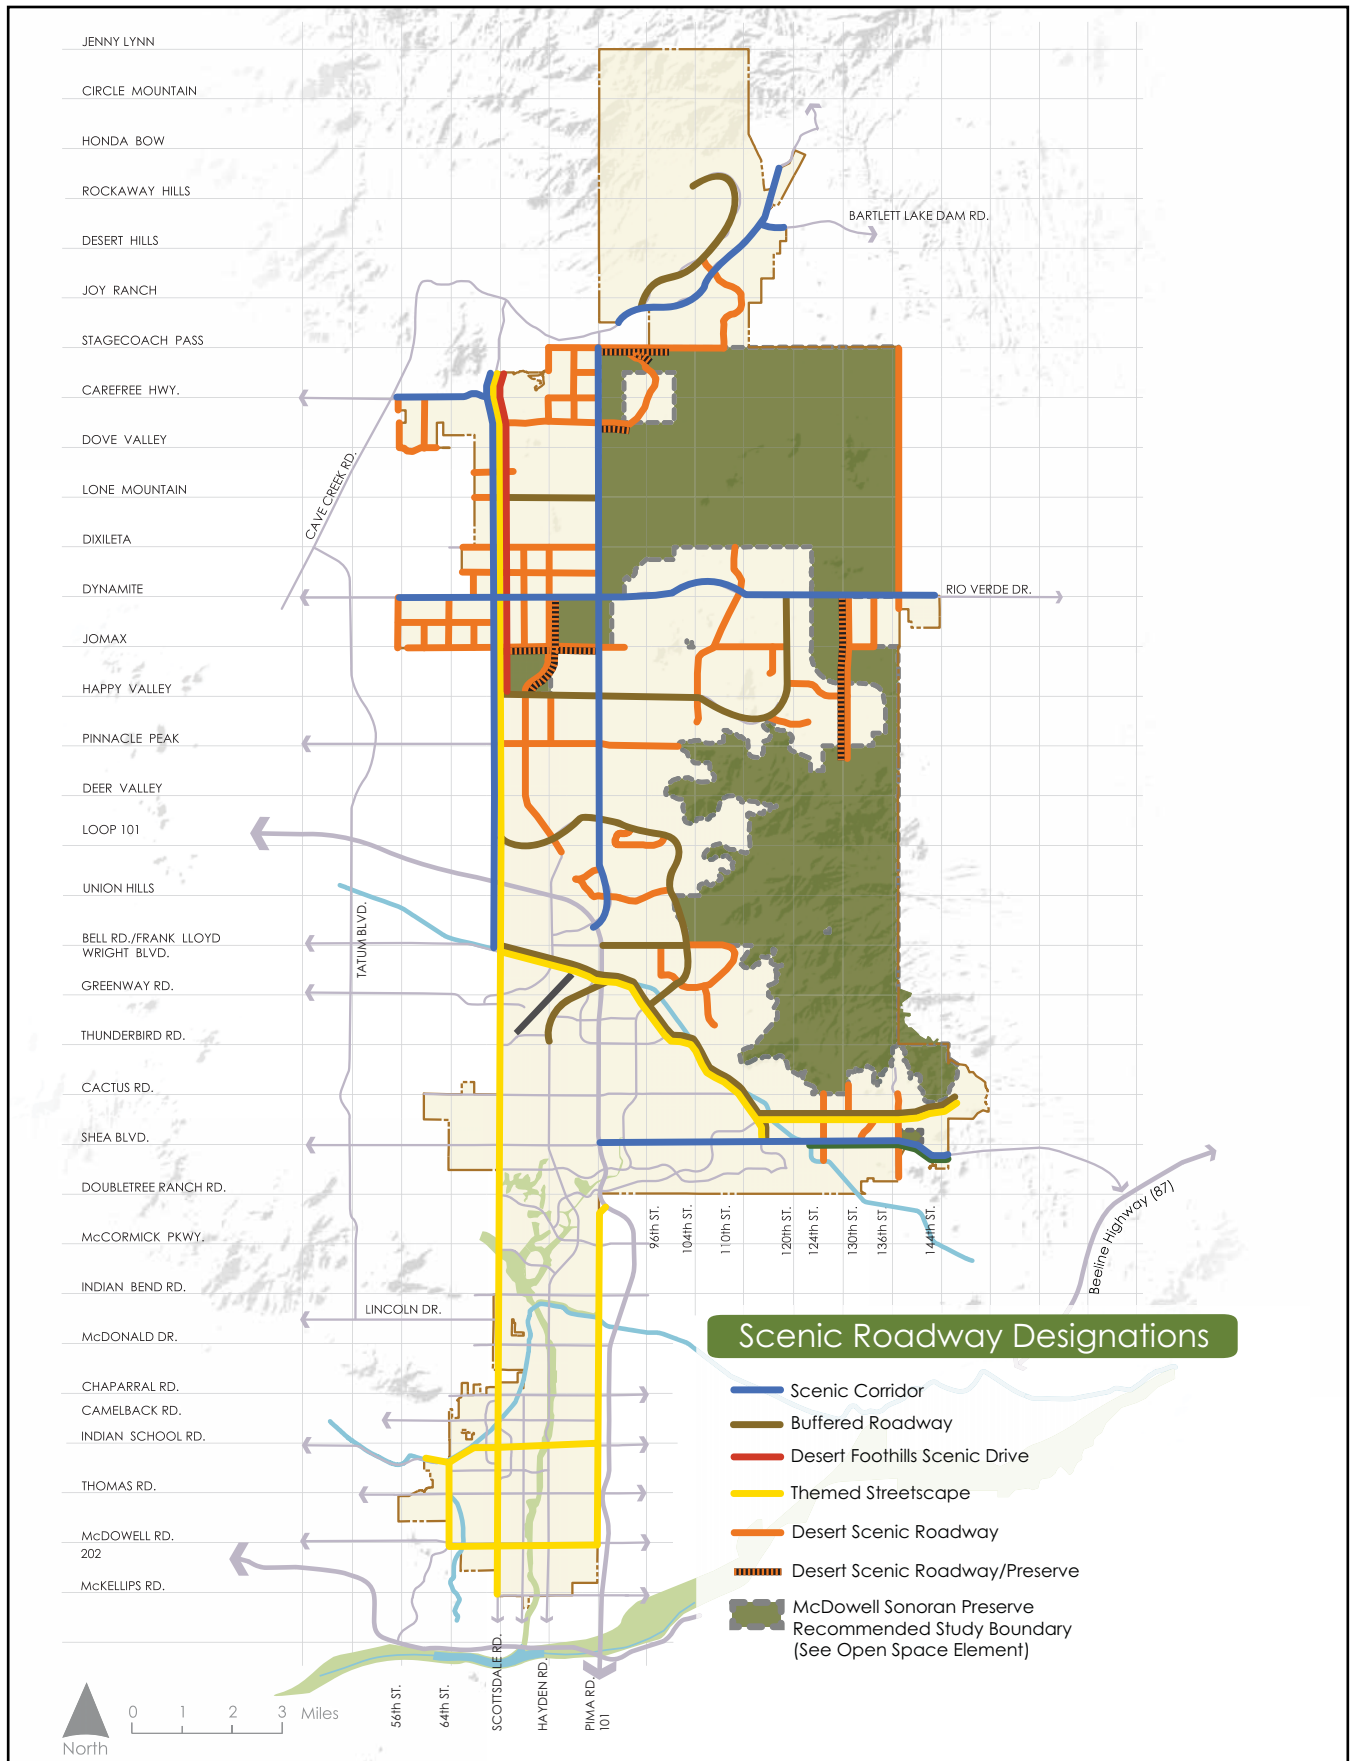 JENNY LYNN
CIRCLE MOUNTAIN
HONDA BOW
ROCKAWAY HILLS
BARTLETT LAKE DAM RD.
DESERT HILLS
JOY RANCH
STAGECOACH PASS
CAREFREE HWY.
DOVE VALLEY
CAVE CREEK RD.
LONE MOUNTAIN
DIXILETA
DYNAMITE
RIO VERDE DR.
JOMAX
HAPPY VALLEY
PINNACLE PEAK
DEER VALLEY
LOOP 101
UNION HILLS
TATUM BLVD.
BELL RD./FRANK LLOYD
WRIGHT BLVD.
GREENWAY RD.
THUNDERBIRD RD.
CACTUS RD.
SHEA BLVD.
DOUBLETREE RANCH RD.
96th ST.
104th ST.
110th ST.
120th ST.
124th ST.
130th ST.
136th ST.
144th ST.
Beeline Highway (87)
McCORMICK PKWY.
INDIAN BEND RD.
LINCOLN DR.
McDONALD DR.
CHAPARRAL RD.
CAMELBACK RD.
INDIAN SCHOOL RD.
THOMAS RD.
McDOWELL RD.
202
McKELLIPS RD.
Scenic Roadway Designations
Scenic Corridor
Buffered Roadway
Desert Foothills Scenic Drive
Themed Streetscape
Desert Scenic Roadway
Desert Scenic Roadway/Preserve
McDowell Sonoran Preserve
Recommended Study Boundary
(See Open Space Element)
56th ST.
64th ST.
SCOTTSDALE RD.
HAYDEN RD.
PIMA RD.
101
0 1 2 3 Miles
North